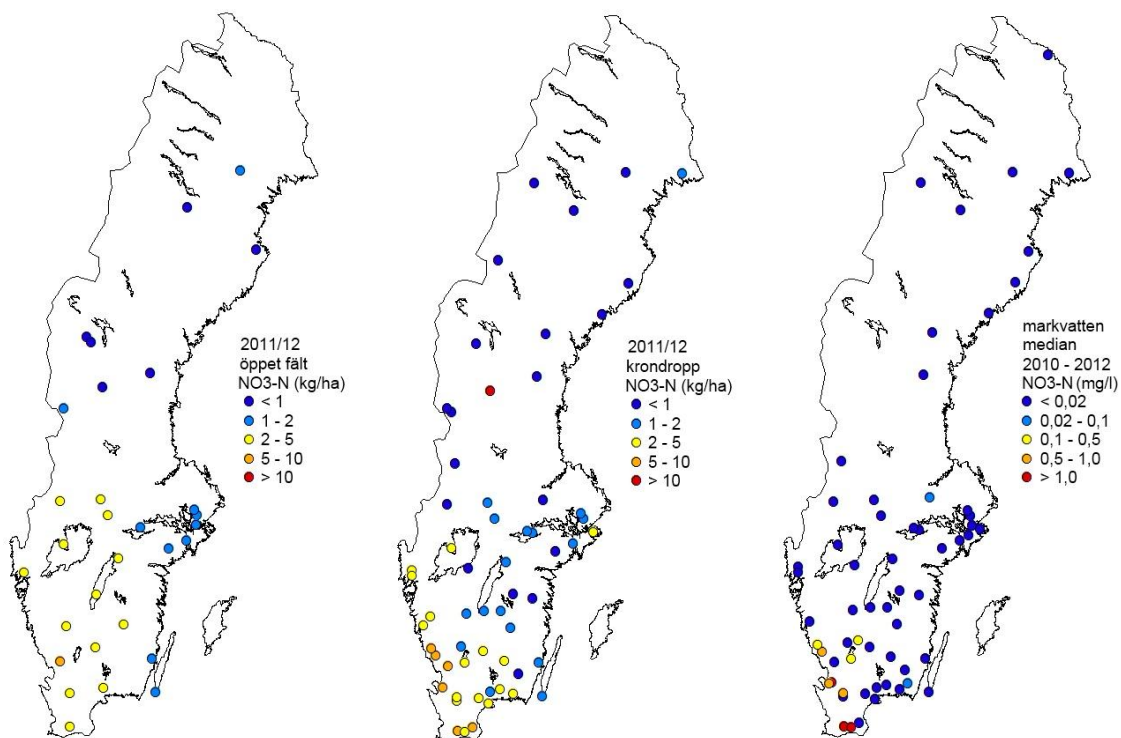 2011/12
öppet fält
NO3-N (kg/ha)
< 1
1 - 2
2 - 5
5 - 10
> 10
2011/12
krondropp
NO3-N (kg/ha)
< 1
1 - 2
2 - 5
5 - 10
> 10
markvatten
median
2010 - 2012
NO3-N (mg/l)
< 0,02
0,02 - 0,1
0,1 - 0,5
0,5 - 1,0
> 1,0